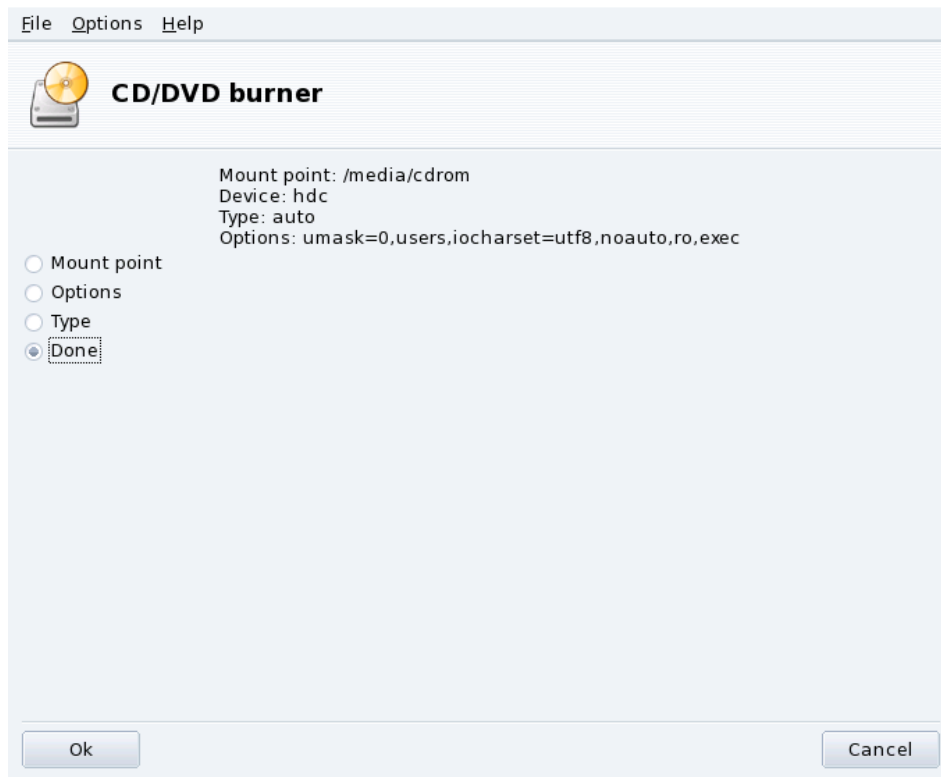 File Options Help
CD/DVD burner
Mount point: /media/cdrom
Device: hdc
Type: auto
Options: umask=0,users,iocharset=utf8,noauto,ro,exec
Mount point
Options
Type
Done
Ok Cancel